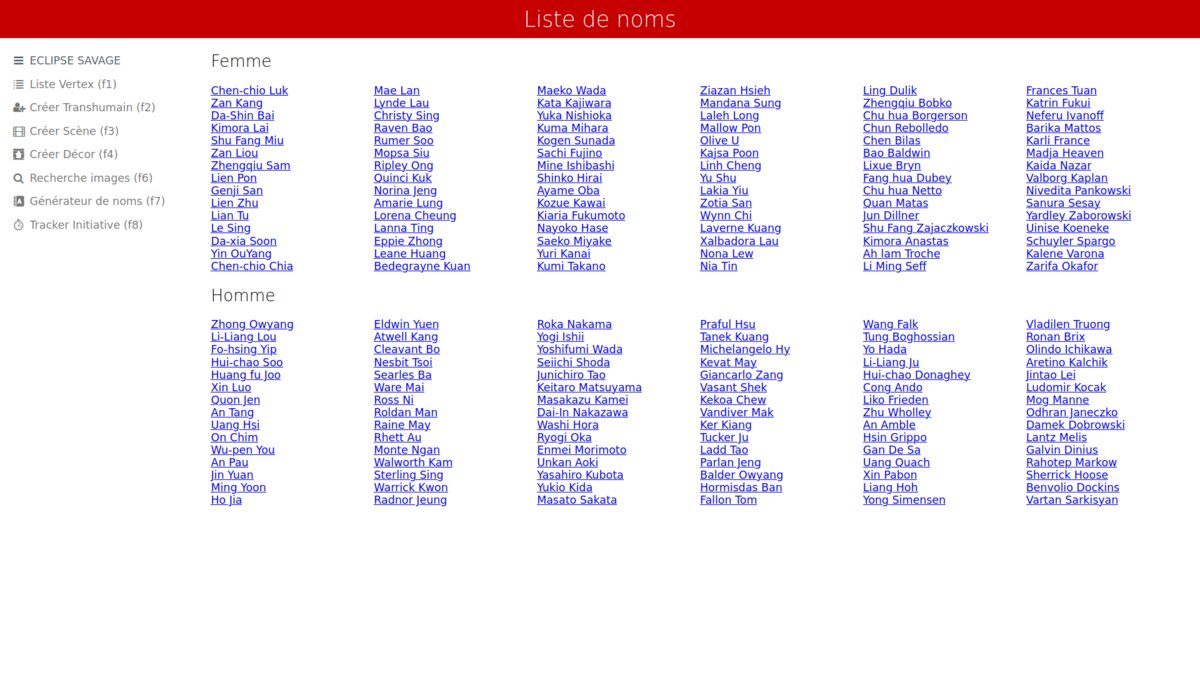 Liste de noms
ECLIPSE SAVAGE
Liste Vertex (f1)
Créer Transhumain (f2)
Créer Scène (f3)
Créer Décor (f4)
Recherche images (f6)
Générateur de noms (f7)
Tracker Initiative (f8)
Femme
Chen-chio Luk
Zan Kang
Da-Shin Bai
Kimora Lai
Shu Fang Miu
Zan Liou
Zhengqiu Sam
Lien Pon
Genji San
Lien Zhu
Lian Tu
Le Sing
Da-xia Soon
Yin OuYang
Chen-chio Chia
Mae Lan
Lynde Lau
Christy Sing
Raven Bao
Rumer Soo
Mopsa Siu
Ripley Ong
Quinci Kuk
Norina Jeng
Amarie Lung
Lorena Cheung
Lanna Ting
Eppie Zhong
Leane Huang
Bedegrayne Kuan
Maeko Wada
Kata Kajiwara
Yuka Nishioka
Kuma Mihara
Kogen Sunada
Sachi Fujino
Mine Ishibashi
Shinko Hirai
Ayame Oba
Kozue Kawai
Kiaria Fukumoto
Nayoko Hase
Saeko Miyake
Yuri Kanai
Kumi Takano
Ziazan Hsieh
Mandana Sung
Laleh Long
Mallow Pon
Olive U
Kajsa Poon
Linh Cheng
Yu Shu
Lakia Yiu
Zotia San
Wynn Chi
Laverne Kuang
Xalbadora Lau
Nona Lew
Nia Tin
Ling Dulik
Zhengqiu Bobko
Chu hua Borgerson
Chun Rebolledo
Chen Bilas
Bao Baldwin
Lixue Bryn
Fang hua Dubey
Chu hua Netto
Quan Matas
Jun Dillner
Shu Fang Zajaczkowski
Kimora Anastas
Ah lam Troche
Li Ming Seff
Frances Tuan
Katrin Fukui
Neferu Ivanoff
Barika Mattos
Karli France
Madja Heaven
Kaida Nazar
Valborg Kaplan
Nivedita Pankowski
Sanura Sesay
Yardley Zaborowski
Uinise Koeneke
Schuyler Spargo
Kalene Varona
Zarifa Okafor
Homme
Zhong Owyang
Li-Liang Lou
Fo-hsing Yip
Hui-chao Soo
Huang fu Joo
Xin Luo
Quon Jen
An Tang
Uang Hsi
On Chim
Wu-pen You
An Pau
Jin Yuan
Ming Yoon
Ho Jia
Eldwin Yuen
Atwell Kang
Cleavant Bo
Nesbit Tsoi
Searles Ba
Ware Mai
Ross Ni
Roldan Man
Raine May
Rhett Au
Monte Ngan
Walworth Kam
Sterling Sing
Warrick Kwon
Radnor Jeung
Roka Nakama
Yogi Ishii
Yoshifumi Wada
Seiichi Shoda
Junichiro Tao
Keitaro Matsuyama
Masakazu Kamei
Dai-In Nakazawa
Washi Hora
Ryogi Oka
Enmei Morimoto
Unkan Aoki
Yasahiro Kubota
Yukio Kida
Masato Sakata
Praful Hsu
Tanek Kuang
Michelangelo Hy
Kevat May
Giancarlo Zang
Vasant Shek
Kekoa Chew
Vandiver Mak
Ker Kiang
Tucker Ju
Ladd Tao
Parlan Jeng
Balder Owyang
Hormisdas Ban
Fallon Tom
Wang Falk
Tung Boghossian
Yo Hada
Li-Liang Ju
Hui-chao Donaghey
Cong Ando
Liko Frieden
Zhu Wholley
An Amble
Hsin Grippo
Gan De Sa
Uang Quach
Xin Pabon
Liang Hoh
Yong Simensen
Vladilen Truong
Ronan Brix
Olindo Ichikawa
Aretino Kalchik
Jintao Lei
Ludomir Kocak
Mog Manne
Odhran Janeczko
Damek Dobrowski
Lantz Melis
Galvin Dinius
Rahotep Markow
Sherrick Hoose
Benvolio Dockins
Vartan Sarkisyan